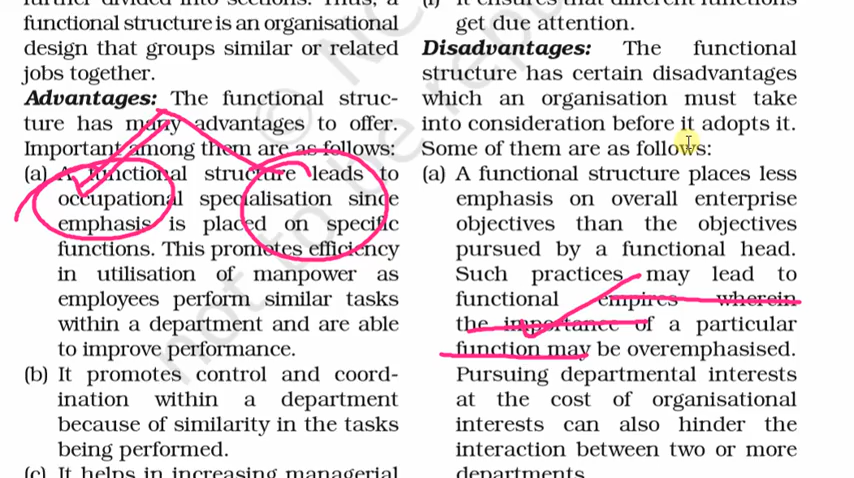 further divided into sections. Thus, a
functional structure is an organisational
design that groups similar or related
jobs together.
Advantages: The functional struc-
ture has many advantages to offer.
Important among them are as follows:
(a) A functional structure leads to
occupational specialisation since
emphasis is placed on specific
functions. This promotes efficiency
in utilisation of manpower as
employees perform similar tasks
within a department and are able
to improve performance.
(b) It promotes control and coord-
ination within a department
because of similarity in the tasks
being performed.
(c) It helps in increasing managerial
(f) It ensures that different functions
get due attention.
Disadvantages: The functional
structure has certain disadvantages
which an organisation must take
into consideration before it adopts it.
Some of them are as follows:
(a) A functional structure places less
emphasis on overall enterprise
objectives than the objectives
pursued by a functional head.
Such practices may lead to
functional empires wherein
the importance of a particular
function may be overemphasised.
Pursuing departmental interests
at the cost of organisational
interests can also hinder the
interaction between two or more
departments.
© NC
not to be rep